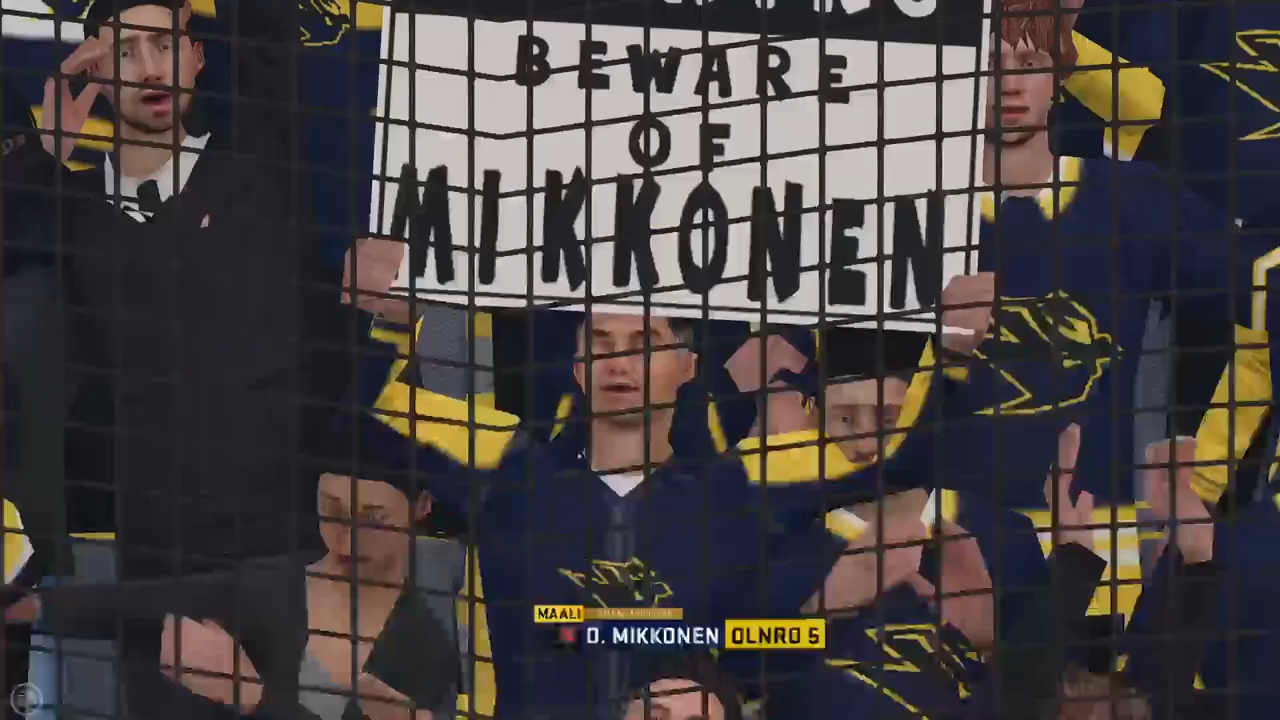 BEWARE
OF
MIKKONEN
MAALI
O. MIKKONEN OLNRO 5